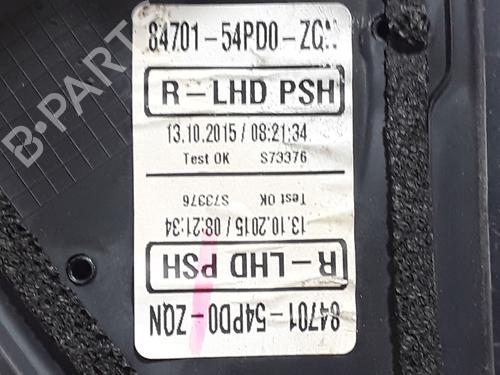 84701-54PD0-ZQN
R-LHD PSH
13.10.2015 / 08:21:34
Test OK S73376
Test OK S73376
13.10.2015 / 08:21:34
R-LHD PSH
84701-54PD0-ZQN
B-PARTS